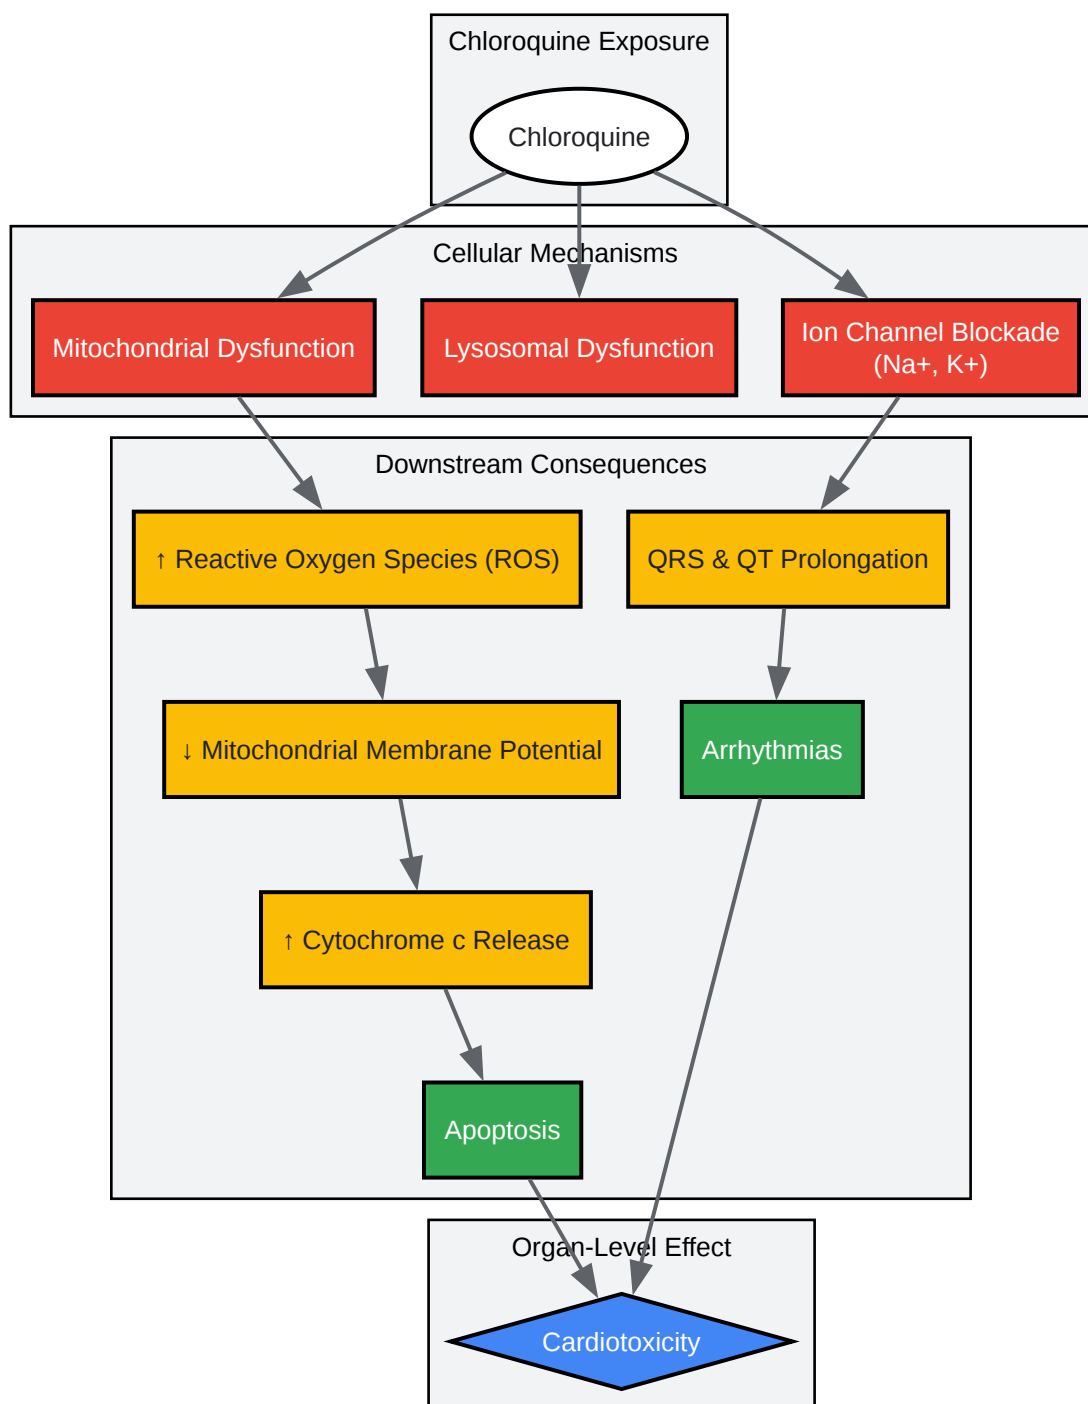 Chloroquine Exposure
Chloroquine
Cellular Mechanisms
Mitochondrial Dysfunction
Lysosomal Dysfunction
Ion Channel Blockade
(Na+, K+)
Downstream Consequences
↑ Reactive Oxygen Species (ROS)
QRS & QT Prolongation
↓ Mitochondrial Membrane Potential
Arrhythmias
↑ Cytochrome c Release
Apoptosis
Organ-Level Effect
Cardiotoxicity